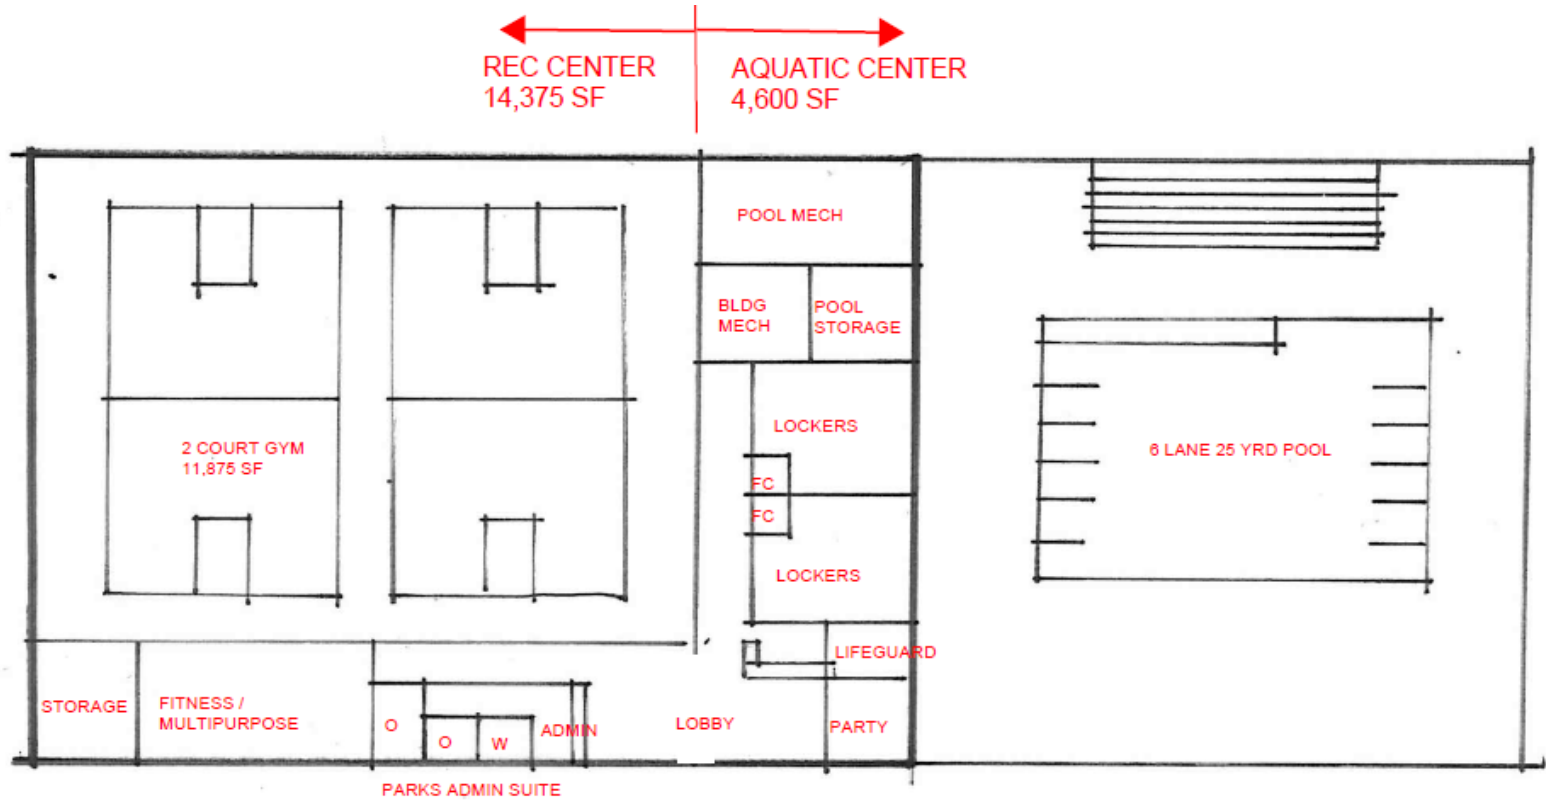 REC CENTER
14,375 SF
AQUATIC CENTER
4,600 SF
POOL MECH
BLDG
MECH
POOL
STORAGE
LOCKERS
2 COURT GYM
11,875 SF
6 LANE 25 YRD POOL
FC
FC
LOCKERS
LIFEGUARD
STORAGE
FITNESS /
MULTIPURPOSE
O
O
W
ADMIN
LOBBY
PARTY
PARKS ADMIN SUITE